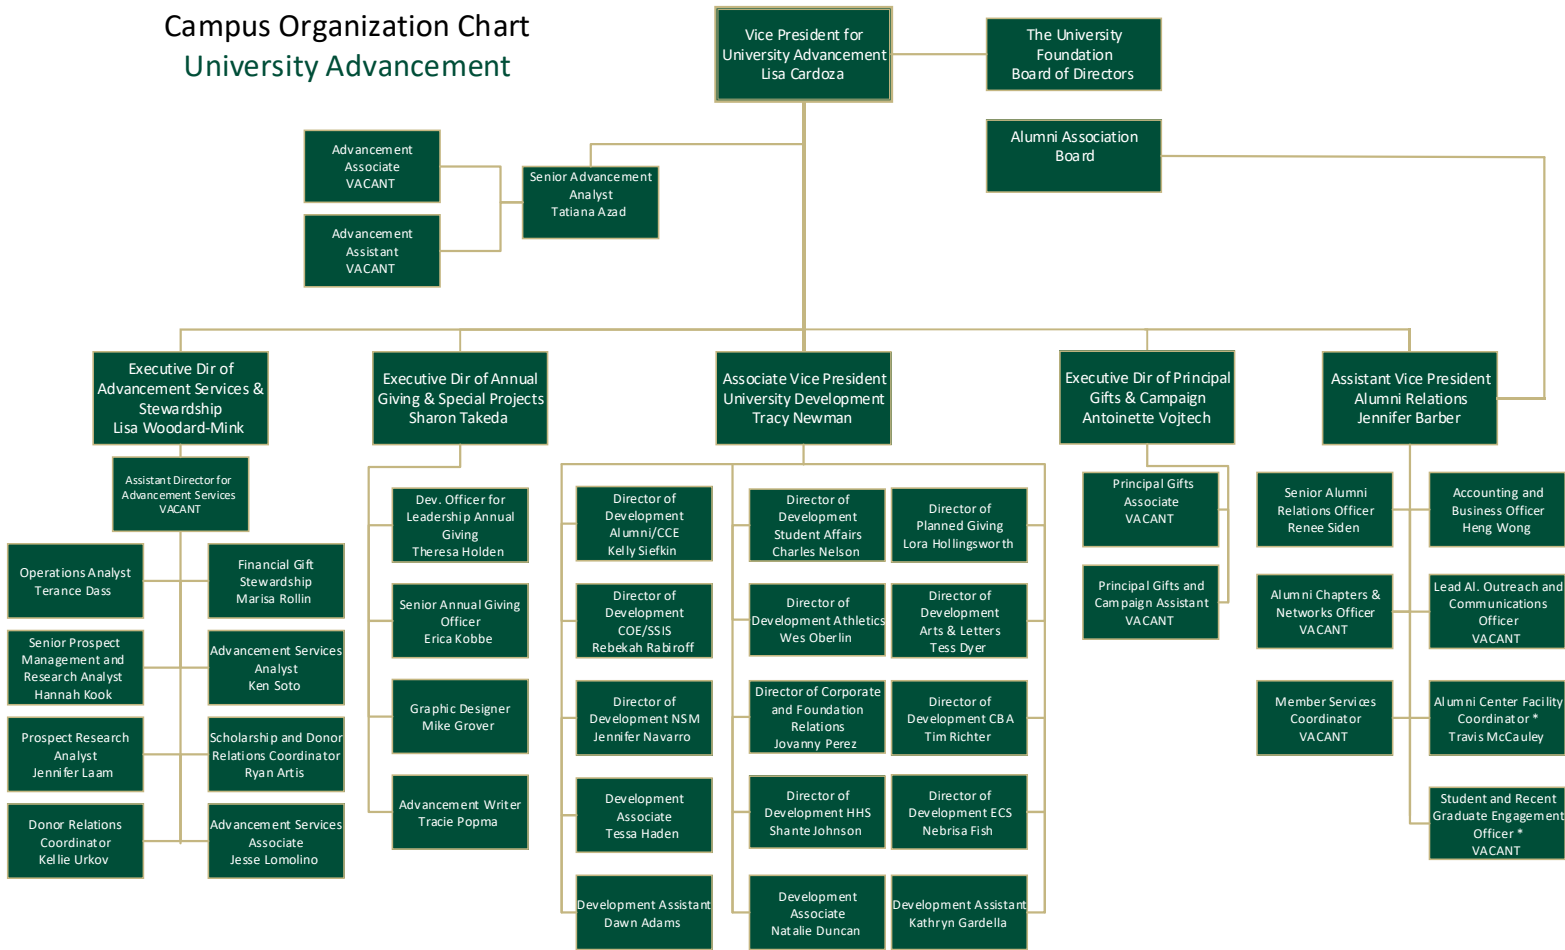 Campus Organization Chart
University Advancement
Vice President for
University Advancement
Lisa Cardoza
The University
Foundation
Board of Directors
Alumni Association
Board
Advancement
Associate
VACANT
Senior Advancement
Analyst
Tatiana Azad
Advancement
Assistant
VACANT
Executive Dir of
Advancement Services &
Stewardship
Lisa Woodard-Mink
Executive Dir of Annual
Giving & Special Projects
Sharon Takeda
Associate Vice President
University Development
Tracy Newman
Executive Dir of Principal
Gifts & Campaign
Antoinette Vojtech
Assistant Vice President
Alumni Relations
Jennifer Barber
Assistant Director for
Advancement Services
VACANT
Operations Analyst
Terance Dass
Financial Gift
Stewardship
Marisa Rollin
Senior Prospect
Management and
Research Analyst
Hannah Kook
Advancement Services
Analyst
Ken Soto
Prospect Research
Analyst
Jennifer Laam
Scholarship and Donor
Relations Coordinator
Ryan Artis
Donor Relations
Coordinator
Kellie Urkov
Advancement Services
Associate
Jesse Lomolino
Dev. Officer for
Leadership Annual
Giving
Theresa Holden
Senior Annual Giving
Officer
Erica Kobbe
Graphic Designer
Mike Grover
Advancement Writer
Tracie Popma
Director of
Development
Alumni/CCE
Kelly Siefkin
Director of
Development
Student Affairs
Charles Nelson
Director of
Planned Giving
Lora Hollingsworth
Director of
Development
COE/SSIS
Rebekah Rabiroff
Director of
Development Athletics
Wes Oberlin
Director of
Development
Arts & Letters
Tess Dyer
Director of
Development NSM
Jennifer Navarro
Director of Corporate
and Foundation
Relations
Jovanny Perez
Director of
Development CBA
Tim Richter
Development
Associate
Tessa Haden
Director of
Development HHS
Shante Johnson
Director of
Development ECS
Nebrisa Fish
Development Assistant
Dawn Adams
Development
Associate
Natalie Duncan
Development Assistant
Kathryn Gardella
Principal Gifts
Associate
VACANT
Principal Gifts and
Campaign Assistant
VACANT
Senior Alumni
Relations Officer
Renee Siden
Accounting and
Business Officer
Heng Wong
Alumni Chapters &
Networks Officer
VACANT
Lead Al. Outreach and
Communications
Officer
VACANT
Member Services
Coordinator
VACANT
Alumni Center Facility
Coordinator *
Travis McCauley
Student and Recent
Graduate Engagement
Officer *
VACANT